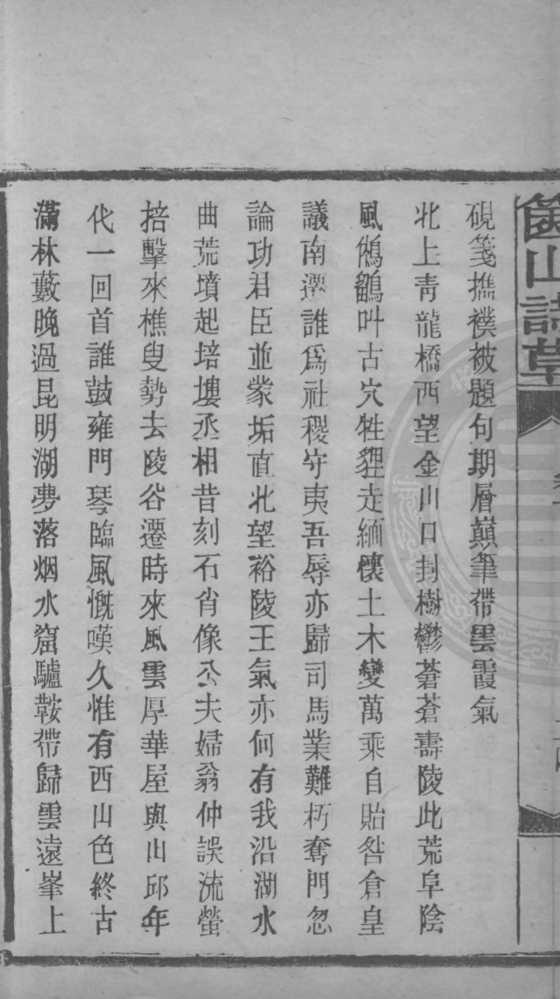 篋山詩草
硯箋擕襆被題句期層巔筆帶雲霞氣
北上靑龍橋西望金山口封樹鬱蒼蒼壽陵此荒阜陰
風鵂鶹叫古穴狌貍走緬懷土木變萬乘自貽咎倉皇
議南遷誰爲社稷守夷吾辱亦歸司馬業難朽奪門忽
論功君臣並蒙垢直北望裕陵王氣亦何有我沿湖水
曲荒墳起培塿丞相昔刻石肖像公夫婦翁仲誤流螢
掊擊來樵叟勢去陵谷遷時來風雲厚華屋與山邱年
代一回首誰鼓雍門琴臨風慨嘆久惟有西山色終古
滿林藪晚過昆明湖夢落烟水窟驢鞍帶歸雲遠峯上